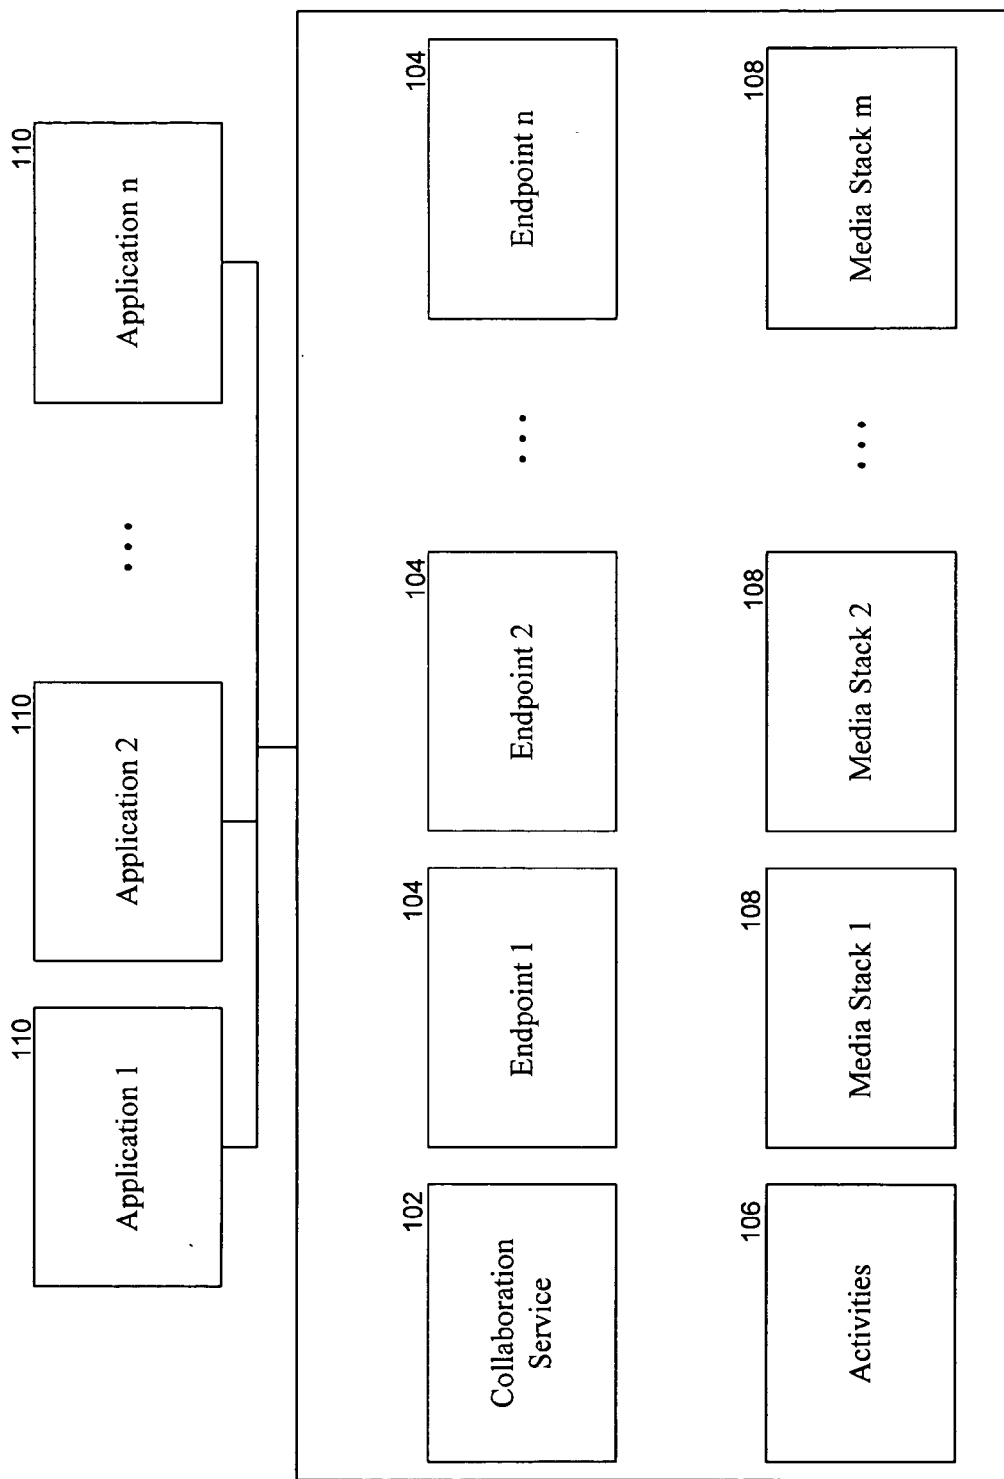 110
Application 1
110
Application 2
...
110
Application n
102
Collaboration
Service
104
Endpoint 1
104
Endpoint 2
...
104
Endpoint n
106
Activities
108
Media Stack 1
108
Media Stack 2
...
108
Media Stack m